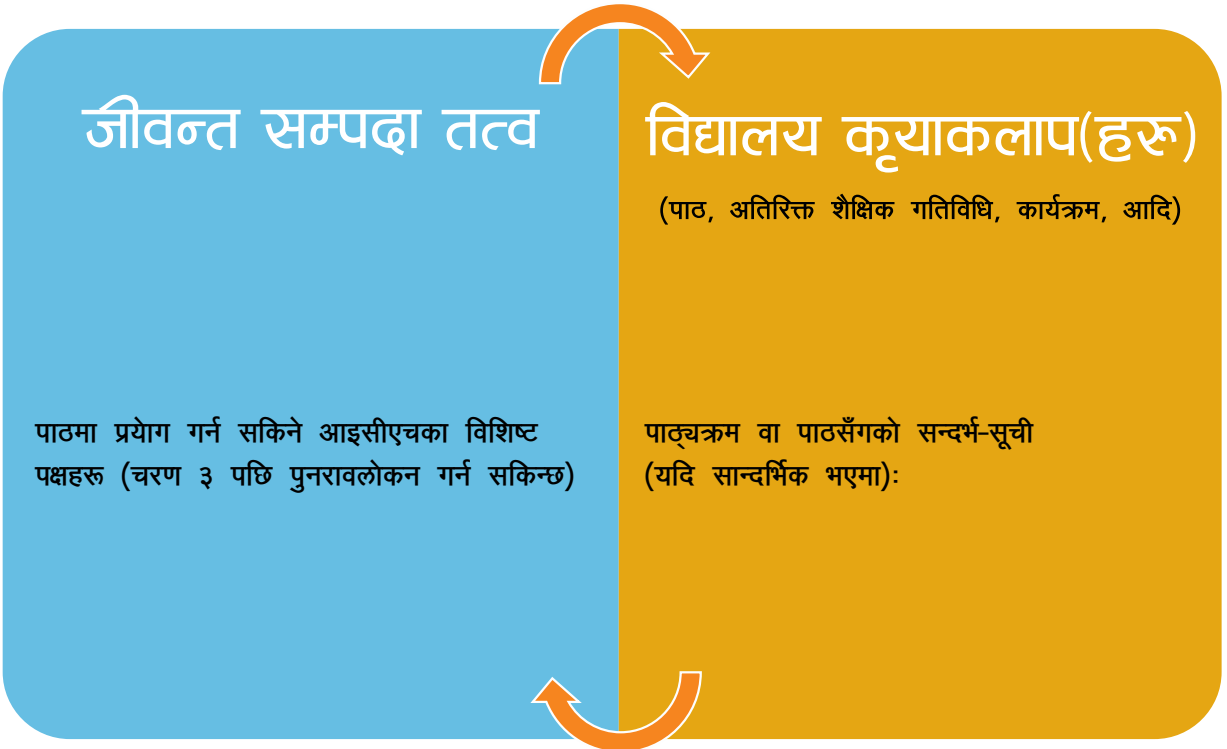 जीवन्त सम्पदा तत्व
पाठमा प्रयोग गर्न सकिने आइसीएचका विशिष्ट
पक्षहरू (चरण ३ पछि पुनरावलोकन गर्न सकिन्छ)
विद्यालय कृयाकलाप(हरू)
(पाठ, अतिरिक्त शैक्षिक गतिविधि, कार्यक्रम, आदि)
पाठ्यक्रम वा पाठसँगको सन्दर्भ-सूची
(यदि सान्दर्भिक भएमा):